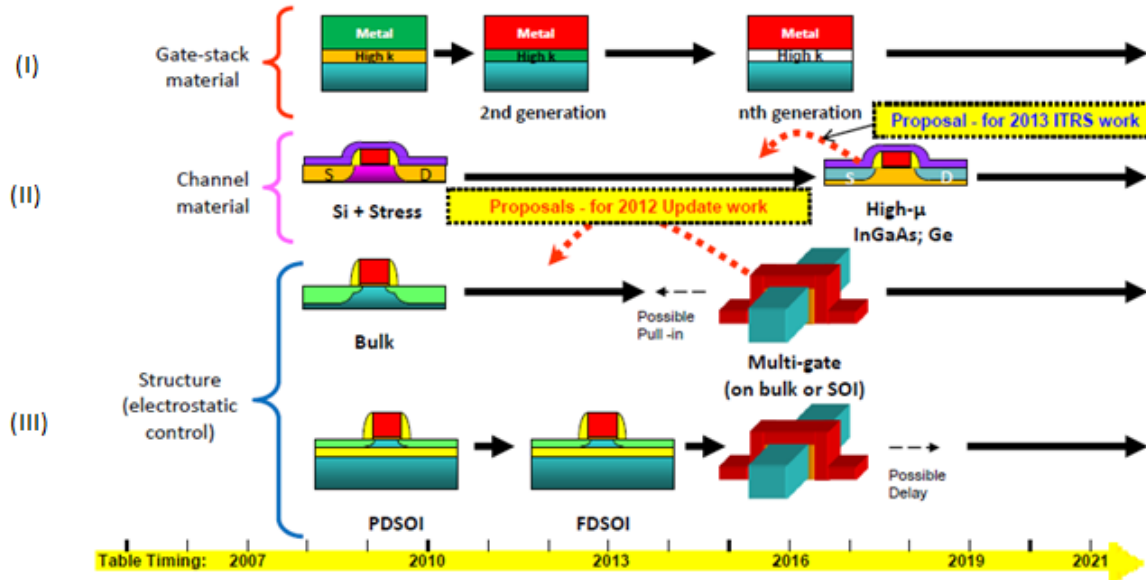 Metal
High k
Metal
High k
Metal
High k
(I)
Gate-stack
material
2nd generation
nth generation
Proposal - for 2013 ITRS work
(II)
Channel
material
S
D
S
D
Si + Stress
Proposals - for 2012 Update work
High-μ
InGaAs; Ge
Possible
Pull -in
Bulk
Multi-gate
(on bulk or SOI)
(III)
Structure
(electrostatic
control)
Possible
Delay
PDSOI
FDSOI
Table Timing: 2007 2010 2013 2016 2019 2021